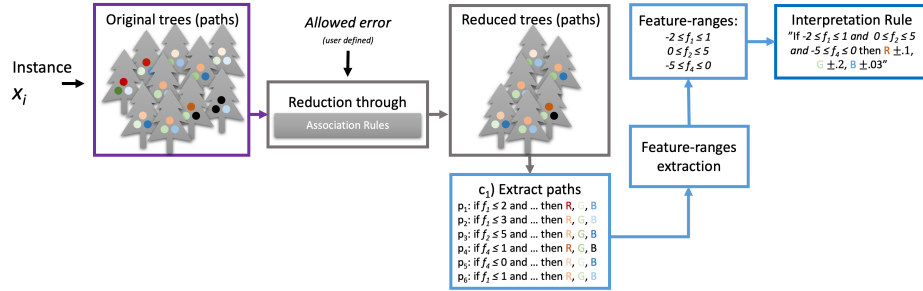 Original trees (paths)
Instance
x_i
Allowed error
(user defined)
Reduction through
Association Rules
Reduced trees (paths)
c₁) Extract paths
p₁: if f₁ ≤ 2 and ... then R, G, B
p₂: if f₁ ≤ 3 and ... then R, G, B
p₃: if f₂ ≤ 5 and ... then R, G, B
p₄: if f₄ ≤ 1 and ... then R, G, B
p₅: if f₄ ≤ 0 and ... then R, G, B
p₆: if f₁ ≤ 1 and ... then R, G, B
Feature-ranges
extraction
Feature-ranges:
-2 ≤ f₁ ≤ 1
0 ≤ f₂ ≤ 5
-5 ≤ f₄ ≤ 0
Interpretation Rule
”If -2 ≤ f₁ ≤ 1 and 0 ≤ f₂ ≤ 5
and -5 ≤ f₄ ≤ 0 then R ±.1,
G ±.2, B ±.03”